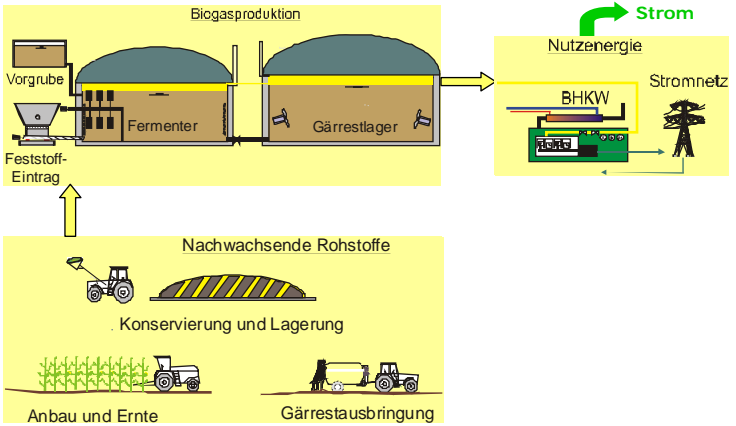 Biogasproduktion
Vorgrube
Fermenter
Gärrestlager
Feststoff-
Eintrag
Strom
Nutzenergie
BHKW
Stromnetz
Nachwachsende Rohstoffe
Konservierung und Lagerung
Anbau und Ernte
Gärrestausbringung